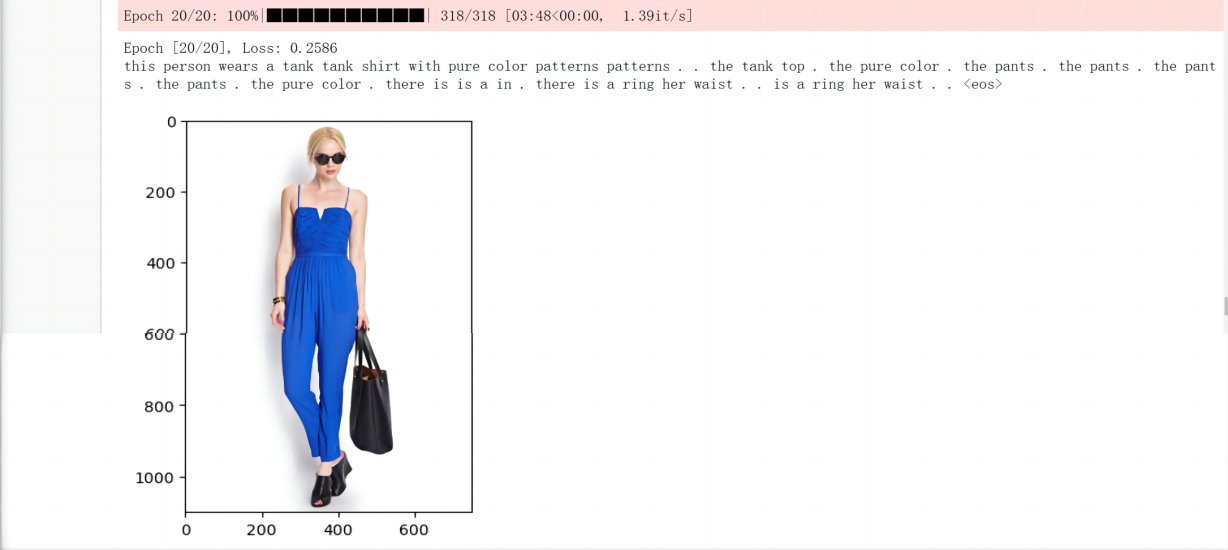 Epoch 20/20: 100%|████████████| 318/318 [03:48<00:00,  1.39it/s]
Epoch [20/20], Loss: 0.2586
this person wears a tank tank shirt with pure color patterns patterns . . the tank top . the pure color . the pants . the pants . the pant
s . the pants . the pure color . there is is a in . there is a ring her waist . . is a ring her waist . . <eos>
0
200
400
600
800
1000
0 200 400 600